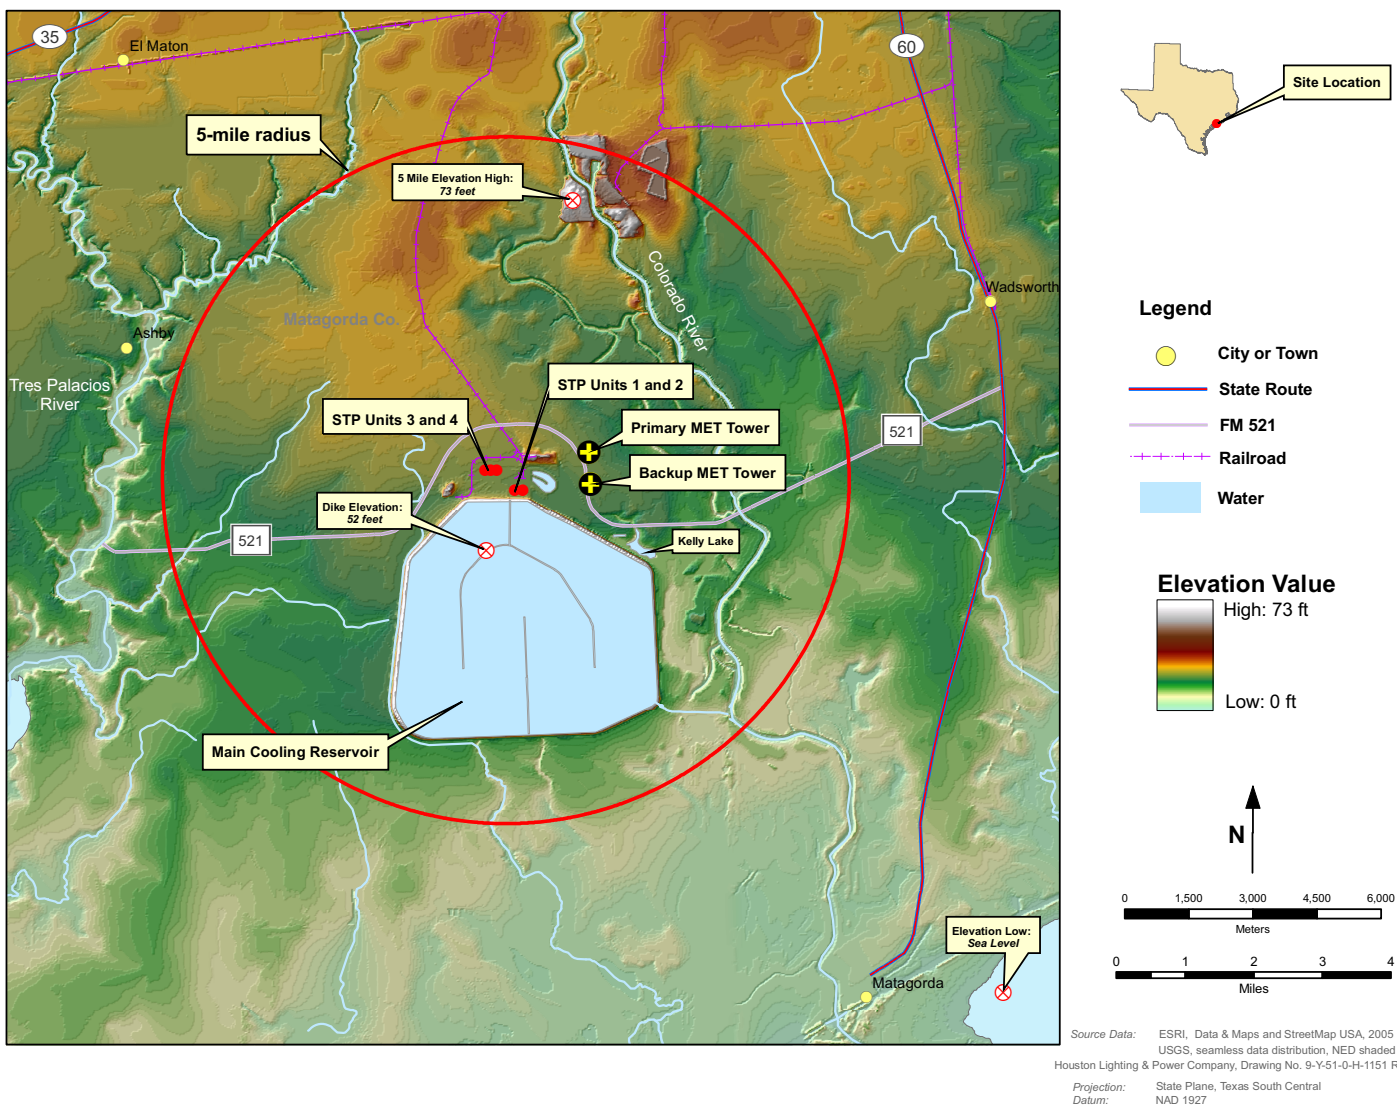 35
El Maton
60
Site Location
5-mile radius
5 Mile Elevation High:
73 feet
Colorado River
Wadsworth
Matagorda Co.
Ashby
Legend
City or Town
State Route
FM 521
Railroad
Water
Tres Palacios
River
STP Units 1 and 2
STP Units 3 and 4
Primary MET Tower
Backup MET Tower
521
Dike Elevation:
52 feet
521
Kelly Lake
Elevation Value
High: 73 ft
Low: 0 ft
Main Cooling Reservoir
N
0 1,500 3,000 4,500 6,000
Meters
0 1 2 3 4
Miles
Elevation Low:
Sea Level
Matagorda
Source Data: ESRI, Data & Maps and StreetMap USA, 2005
USGS, seamless data distribution, NED shaded
Houston Lighting & Power Company, Drawing No. 9-Y-51-0-H-1151 R
Projection: State Plane, Texas South Central
Datum: NAD 1927